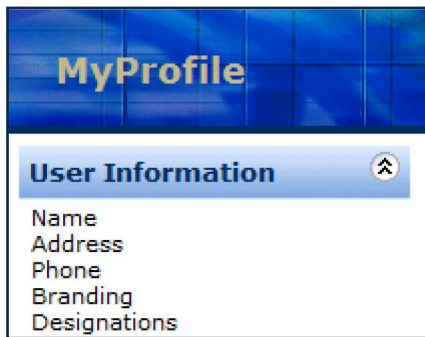 MyProfile
User Information
Name
Address
Phone
Branding
Designations